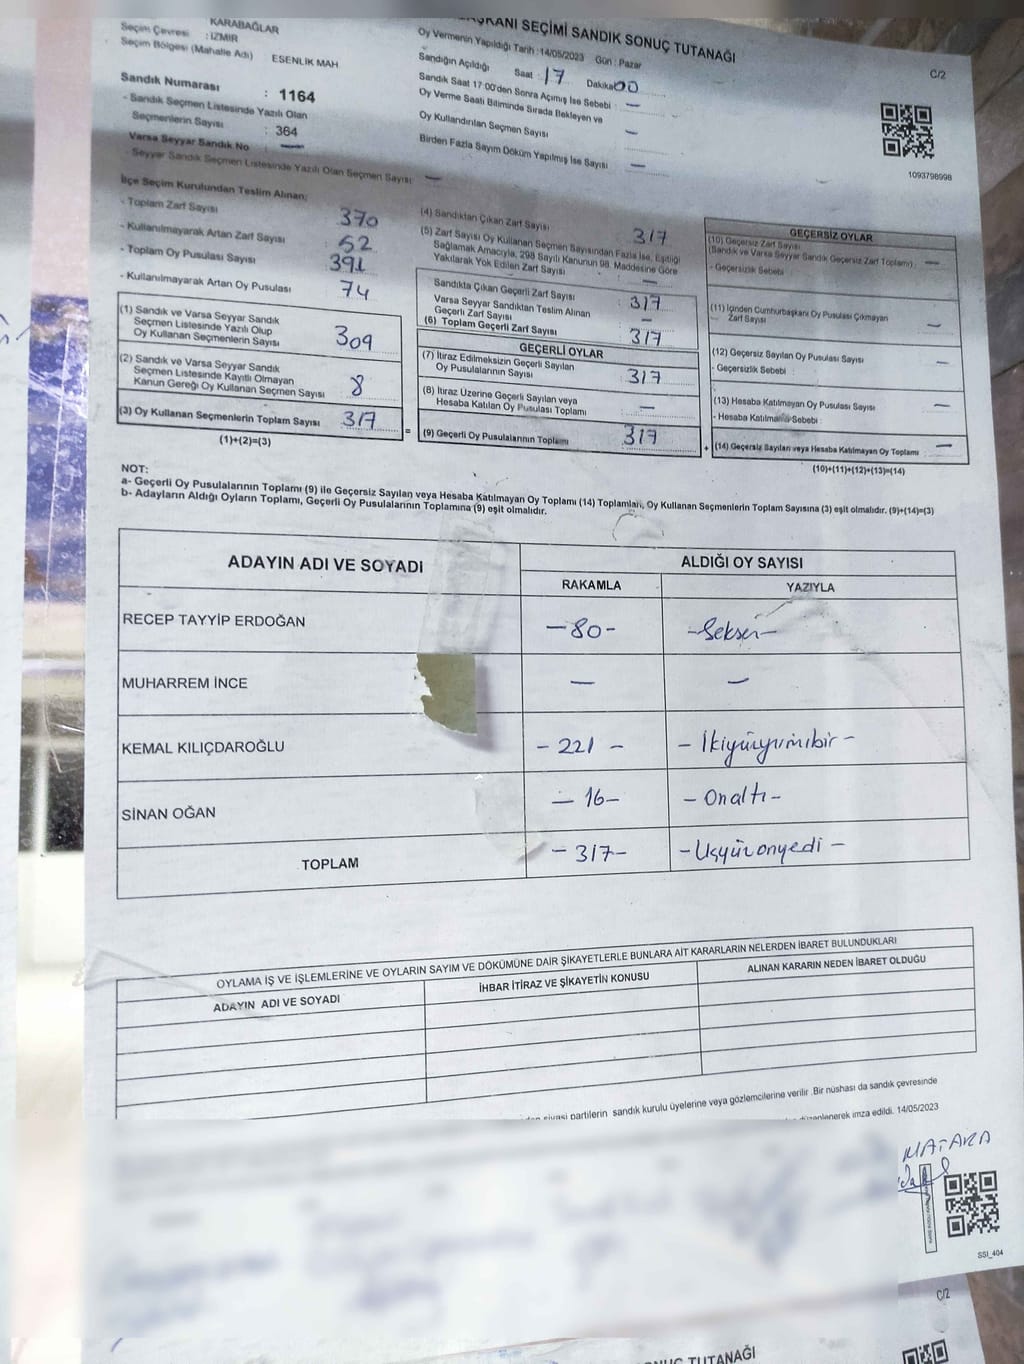 KARABAĞLAR
Seçim Çevresi : İZMİR
Seçim Bölgesi (Mahalle Adı) ESENLİK MAH
Sandık Numarası : 1164
- Sandık Seçmen Listesinde Yazılı Olan
Seçmenlerin Sayısı : 364
Varsa Seyyar Sandık No —
- Seyyar Sandık Seçmen Listesinde Yazılı Olan Seçmen Sayısı —
KANI SEÇİMİ SANDIK SONUÇ TUTANAĞI
Oy Vermenin Yapıldığı Tarih : 14/05/2023 Gün : Pazar
Sandığın Açıldığı Saat : 17 Dakika 00
Sandık Saat 17:00'den Sonra Açımış İse Sebebi : —
Oy Verme Saati Bitiminde Sırada Bekleyen ve
Oy Kullandırılan Seçmen Sayısı —
Birden Fazla Sayım Döküm Yapılmış İse Sayısı —
C/2
1093798998
İlçe Seçim Kurulundan Teslim Alınan:
- Toplam Zarf Sayısı 370
- Kullanılmayarak Artan Zarf Sayısı : 52
- Toplam Oy Pusulası Sayısı 391
- Kullanılmayarak Artan Oy Pusulası 74
(1) Sandık ve Varsa Seyyar Sandık
Seçmen Listesinde Yazılı Olup
Oy Kullanan Seçmenlerin Sayısı 309
(2) Sandık ve Varsa Seyyar Sandık
Seçmen Listesinde Kayıtlı Olmayan
Kanun Gereği Oy Kullanan Seçmen Sayısı 8
(3) Oy Kullanan Seçmenlerin Toplam Sayısı 317 =
(1)+(2)=(3)
(4) Sandıktan Çıkan Zarf Sayısı 317
(5) Zarf Sayısı Oy Kullanan Seçmen Sayısından Fazla İse, Eşitliği
Sağlamak Amacıyla, 298 Sayılı Kanunun 98. Maddesine Göre
Yakılarak Yok Edilen Zarf Sayısı —
Sandıkta Çıkan Geçerli Zarf Sayısı : 317
Varsa Seyyar Sandıktan Teslim Alınan
Geçerli Zarf Sayısı —
(6) Toplam Geçerli Zarf Sayısı : 317
GEÇERLİ OYLAR
(7) İtiraz Edilmeksizin Geçerli Sayılan
Oy Pusulalarının Sayısı : 317
(8) İtiraz Üzerine Geçerli Sayılan veya
Hesaba Katılan Oy Pusulası Toplamı —
(9) Geçerli Oy Pusulalarının Toplamı 317 +
GEÇERSİZ OYLAR
(10) Geçersiz Zarf Sayısı
(Sandık ve Varsa Seyyar Sandık Geçersiz Zarf Toplamı) : —
- Geçersizlik Sebebi :
(11) İçinden Cumhurbaşkanı Oy Pusulası Çıkmayan
Zarf Sayısı —
(12) Geçersiz Sayılan Oy Pusulası Sayısı —
- Geçersizlik Sebebi :
(13) Hesaba Katılmayan Oy Pusulası Sayısı —
- Hesaba Katılmama Sebebi :
(14) Geçersiz Sayılan veya Hesaba Katılmayan Oy Toplamı —
(10)+(11)+(12)+(13)=(14)
NOT:
a- Geçerli Oy Pusulalarının Toplamı (9) ile Geçersiz Sayılan veya Hesaba Katılmayan Oy Toplamı (14) Toplamları, Oy Kullanan Seçmenlerin Toplam Sayısına (3) eşit olmalıdır. (9)+(14)=(3)
b- Adayların Aldığı Oyların Toplamı, Geçerli Oy Pusulalarının Toplamına (9) eşit olmalıdır.
ADAYIN ADI VE SOYADI ALDIĞI OY SAYISI
RAKAMLA YAZIYLA
RECEP TAYYİP ERDOĞAN -80- -Seksen-
MUHARREM İNCE — —
KEMAL KILIÇDAROĞLU - 221 - - İkiyüzyirmibir -
SİNAN OĞAN - 16 - - Onaltı -
TOPLAM - 317 - - Üçyüzonyedi -
OYLAMA İŞ VE İŞLEMLERİNE VE OYLARIN SAYIM VE DÖKÜMÜNE DAİR ŞİKAYETLERLE BUNLARA AİT KARARLARIN NELERDEN İBARET BULUNDUKLARI
ADAYIN ADI VE SOYADI İHBAR İTİRAZ VE ŞİKAYETİN KONUSU ALINAN KARARIN NEDEN İBARET OLDUĞU
siyasi partilerin sandık kurulu üyelerine veya gözlemcilerine verilir .Bir nüshası da sandık çevresinde
düzenlenerek imza edildi. 14/05/2023
MATARA
SSI_404
C/2
TUTANAĞI